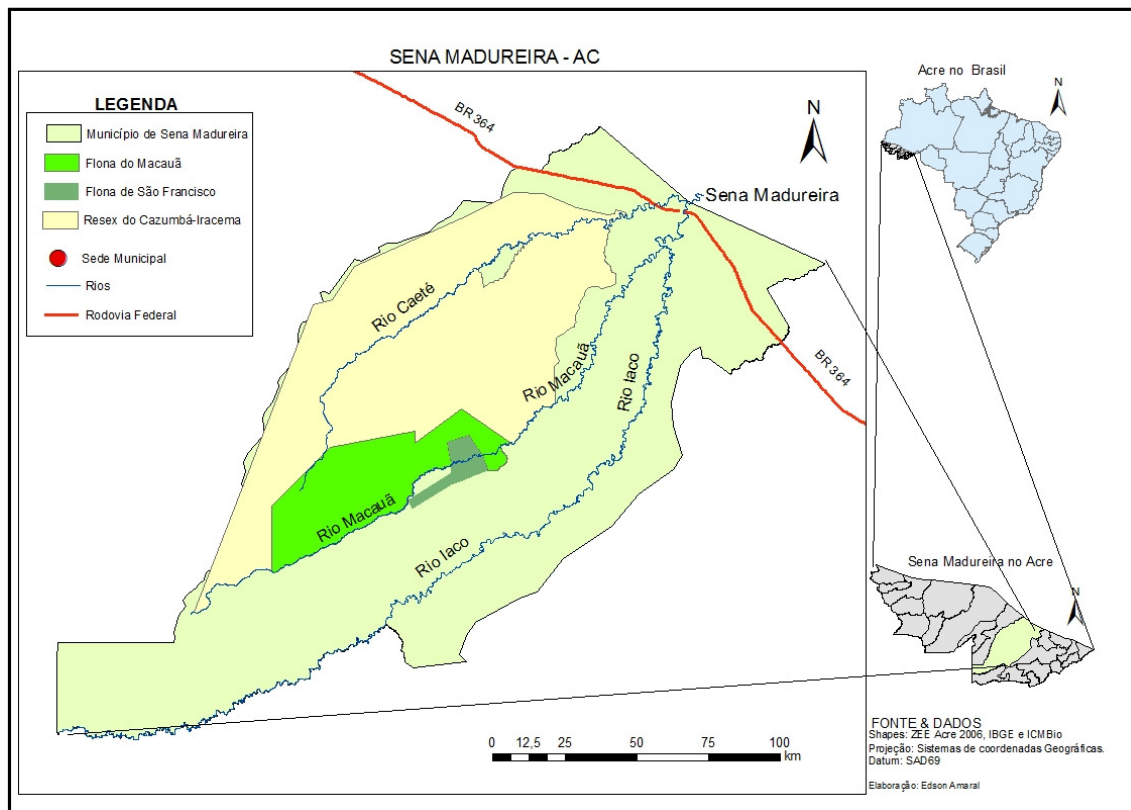 SENA MADUREIRA - AC
LEGENDA
Município de Sena Madureira
Flona do Macauã
Flona de São Francisco
Resex do Cazumbá-Iracema
Sede Municipal
Rios
Rodovia Federal
BR 364
N
Sena Madureira
Rio Caeté
Rio Macauã
Rio Iaco
BR 364
Rio Macauã
Rio Iaco
0 12,5 25 50 75 100
km
Acre no Brasil
N
Sena Madureira no Acre
N
FONTE & DADOS
Shapes: ZEE Acre 2006, IBGE e ICMBio
Projeção: Sistemas de coordenadas Geográficas.
Datum: SAD69
Elaboração: Edson Amaral